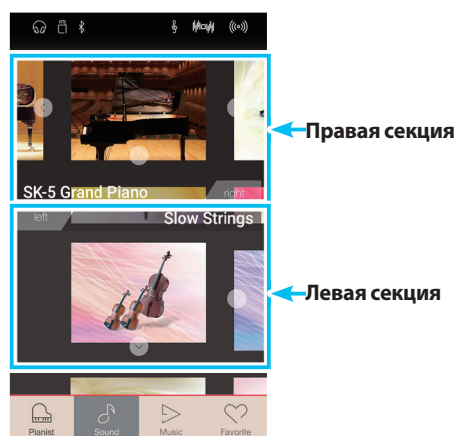 Правая секция
SK-5 Grand Piano
right
left
Slow Strings
Левая секция
Pianist
Sound
Music
Favorite